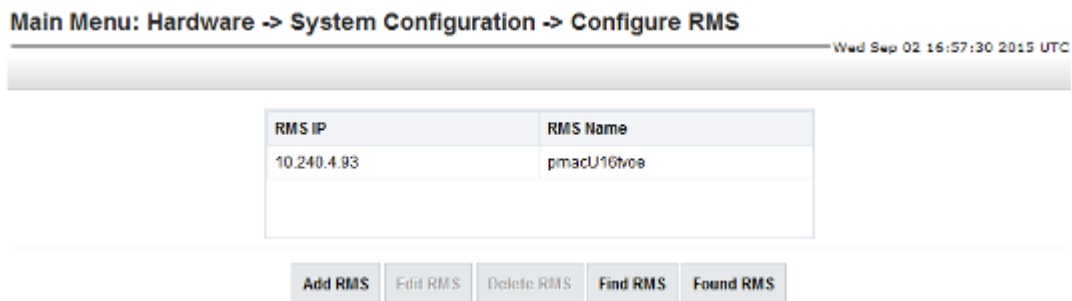 Main Menu: Hardware -> System Configuration -> Configure RMS
Wed Sep 02 16:57:30 2015 UTC
RMS IP RMS Name
10.240.4.93 pmacU16tvoe
Add RMS Edit RMS Delete RMS Find RMS Found RMS